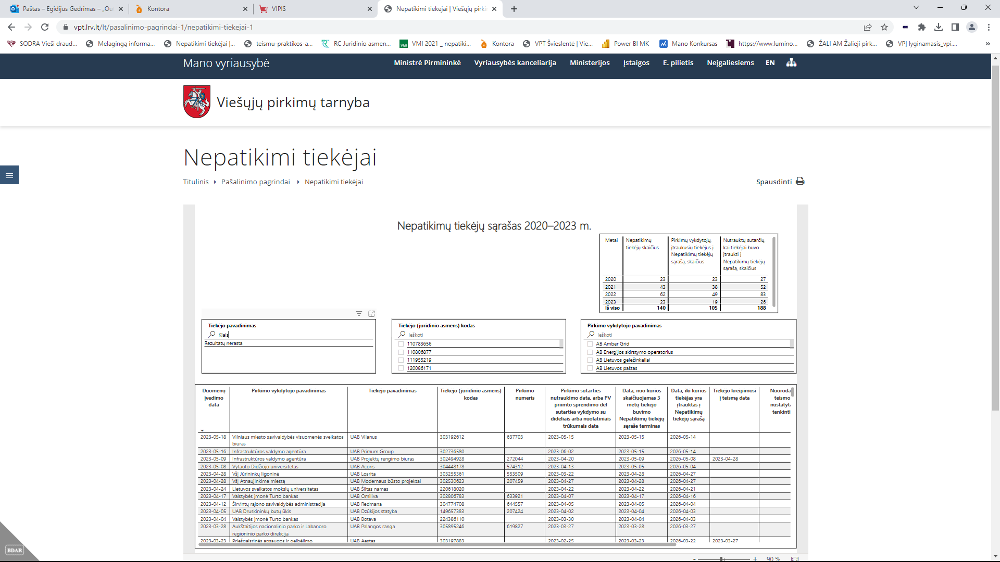 Paštas – Egidijus Gedrimas – „Out
Kontora
VIPIS
Nepatikimi tiekėjai | Viešųjų pirki
vpt.lrv.lt/lt/pasalinimo-pagrindai-1/nepatikimi-tiekejai-1
SODRA Vieši draud...
Melagingą informa...
Nepatikimi tiekėjai |...
teismu-praktikos-a...
RC Juridinio asmen...
VMI 2021 _ nepatiki...
Kontora
VPT Švieslentė | Vie...
Power BI MK
Mano Konkursas
https://www.lumino...
ŽALI AM Žalieji pirk...
VPĮ lyginamasis_vpi....
»
Mano vyriausybė
Ministrė Pirmininkė
Vyriausybės kanceliarija
Ministerijos
Įstaigos
E. pilietis
Neįgaliesiems
EN
Viešųjų pirkimų tarnyba
Nepatikimi tiekėjai
Titulinis
Pašalinimo pagrindai
Nepatikimi tiekėjai
Spausdinti
Nepatikimų tiekėjų sąrašas 2020–2023 m.
Metai
Nepatikimų
tiekėjų skaičius
Pirkimų vykdytojų,
įtraukusių tiekėjus į
Nepatikimų tiekėjų
sąrašą, skaičius
Nutrauktų sutarčių,
kai tiekėjai buvo
įtraukti į
Nepatikimų tiekėjų
sąrašą, skaičius
2020 23 23 27
2021 43 38 52
2022 62 49 83
2023 23 19 26
Iš viso 140 105 188
Tiekėjo pavadinimas
Klais
Rezultatų nerasta
Tiekėjo (juridinio asmens) kodas
Ieškoti
110783656
110806877
111955219
120086171
Pirkimo vykdytojo pavadinimas
Ieškoti
AB Amber Grid
AB Energijos skirstymo operatorius
AB Lietuvos geležinkeliai
AB Lietuvos paštas
Duomenų
įvedimo
data
Pirkimo vykdytojo pavadinimas
Tiekėjo pavadinimas
Tiekėjo (juridinio asmens)
kodas
Pirkimo
numeris
Pirkimo sutarties
nutraukimo data, arba PV
priimto sprendimo dėl
sutarties vykdymo su
dideliais arba nuolatiniais
trūkumais data
Data, nuo kurios
skaičiuojamas 3
metų tiekėjo
buvimo
Nepatikimų tiekėjų
sąraše terminas
Data, iki kurios
tiekėjas yra
įtrauktas į
Nepatikimų
tiekėjų sąrašą
Tiekėjo kreipimosi
į teismą data
Nuoroda
teismo
nustatyt
tenkinti
2023-05-18 Vilniaus miesto savivaldybės visuomenės sveikatos UAB Vilanus 303192612 637703 2023-05-15 2023-05-15 2026-05-14
biuras
2023-05-16 Infrastruktūros valdymo agentūra UAB Primum Group 302736580 2023-06-02 2023-05-15 2026-05-14
2023-05-09 Infrastruktūros valdymo agentūra UAB Projektų rengimo biuras 302494928 272044 2023-04-20 2023-05-09 2026-05-08 2023-04-28
2023-05-08 Vytauto Didžiojo universitetas UAB Acoris 304448178 574312 2023-04-13 2023-05-05 2026-05-04
2023-04-28 VšĮ Jūrininkų ligoninė UAB Losrita 303255361 553509 2023-03-22 2023-04-28 2026-04-27
2023-04-28 VšĮ Atnaujinkime miestą UAB Modernaus būsto projektai 302530623 207459 2023-04-27 2023-04-28 2026-04-27
2023-04-24 Lietuvos sveikatos mokslų universitetas UAB Šiltas namas 220618020 2023-04-22 2023-04-22 2026-04-21
2023-04-17 Valstybės įmonė Turto bankas UAB Omiliva 302806783 633921 2023-04-07 2023-04-17 2026-04-16
2023-04-12 Širvintų rajono savivaldybės administracija UAB Redmana 304774708 644557 2023-04-05 2023-04-05 2026-04-04
2023-04-05 UAB Druskininkų butų ūkis UAB Dzūkijos statyba 149657383 207424 2023-04-02 2023-04-04 2026-04-03
2023-04-04 Valstybės įmonė Turto bankas UAB Botava 224386110 2023-03-30 2023-04-04 2026-04-03
2023-03-28 Aukštaitijos nacionalinio parko ir Labanoro UAB Palangos ranga 305895246 619827 2023-03-27 2023-03-28 2026-03-27
regioninio parko direkcija
2023-03-23 Priešgaisrinės apsaugos ir gelbėjimo UAB Aestas 303197883 2023-02-25 2023-03-23 2026-03-22 2023-03-27
BDAR
- + 90 %